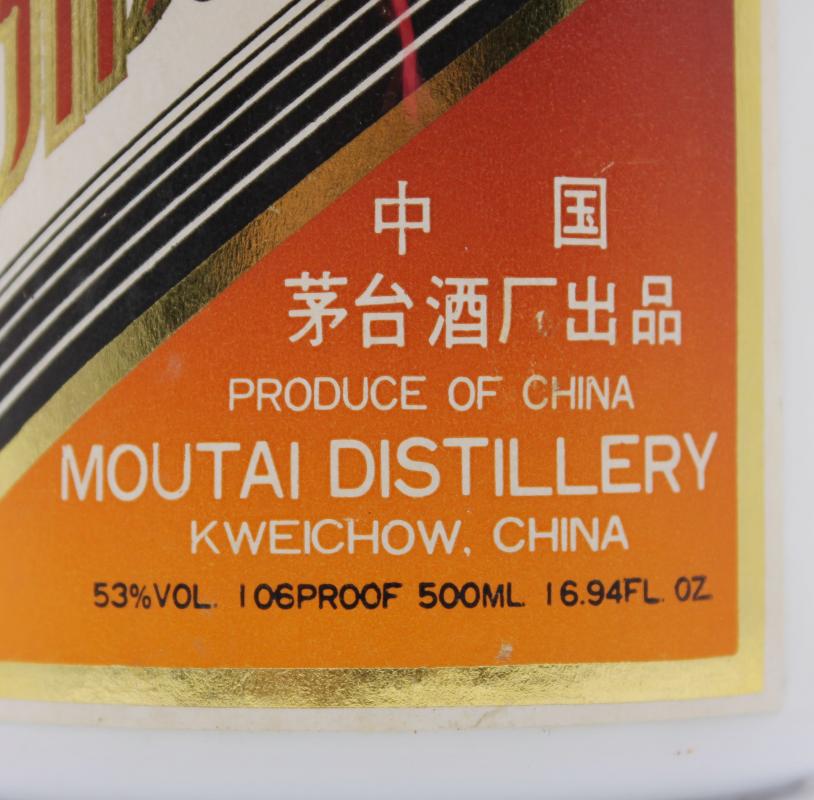 中 国
茅台酒厂出品
PRODUCE OF CHINA
MOUTAI DISTILLERY
KWEICHOW, CHINA
53%VOL. 106PROOF 500ML. 16.94FL. OZ.